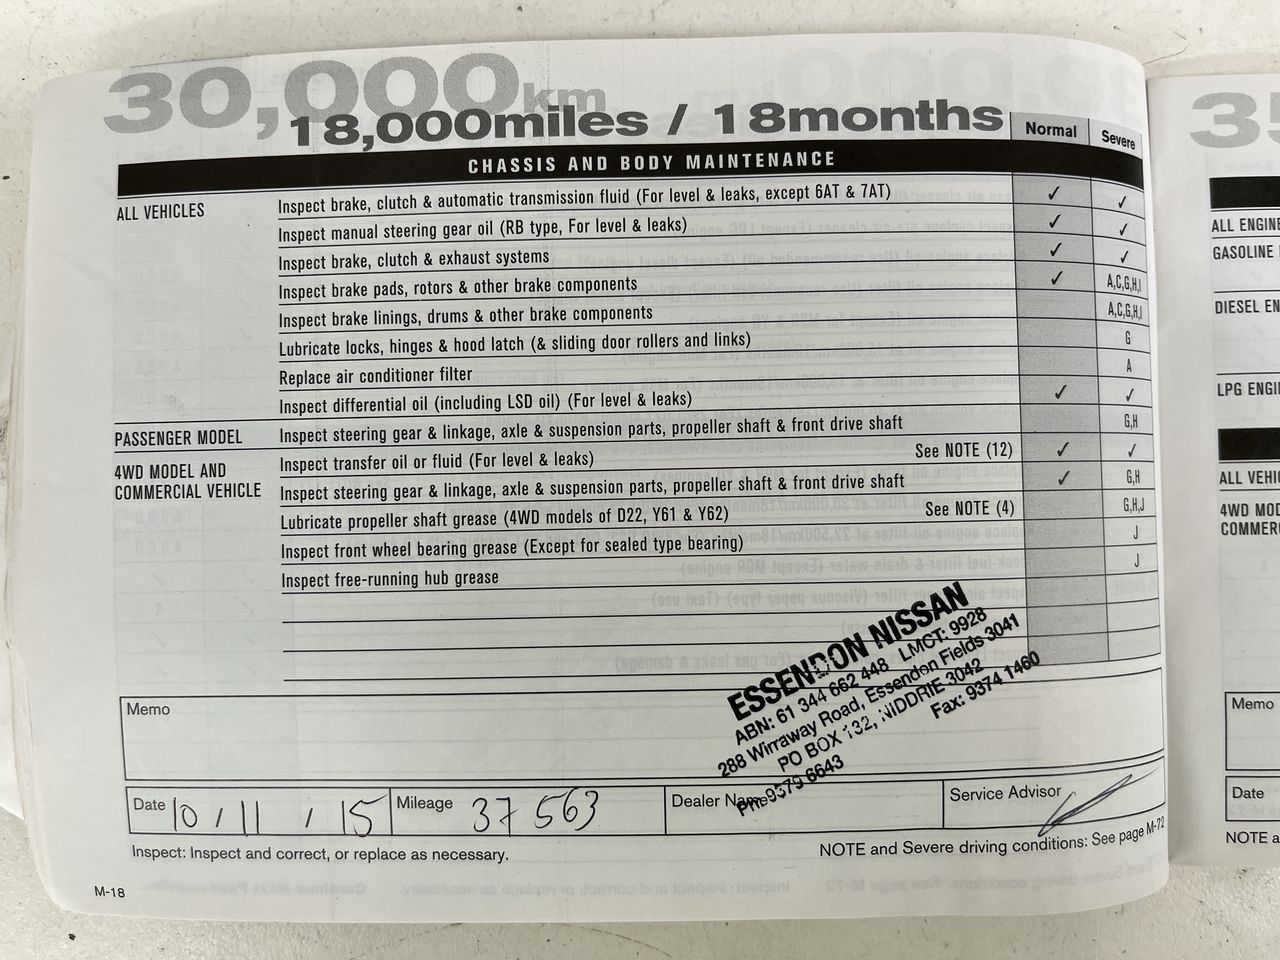 30,000km
18,000miles / 18months
Normal
Severe
CHASSIS AND BODY MAINTENANCE
ALL VEHICLES
Inspect brake, clutch & automatic transmission fluid (For level & leaks, except 6AT & 7AT) ✓ ✓
Inspect manual steering gear oil (RB type, For level & leaks) ✓ ✓
Inspect brake, clutch & exhaust systems ✓ ✓
Inspect brake pads, rotors & other brake components ✓ A,C,G,H,I
Inspect brake linings, drums & other brake components A,C,G,H,I
Lubricate locks, hinges & hood latch (& sliding door rollers and links) G
Replace air conditioner filter A
Inspect differential oil (including LSD oil) (For level & leaks) ✓ ✓
PASSENGER MODEL
Inspect steering gear & linkage, axle & suspension parts, propeller shaft & front drive shaft G,H
4WD MODEL AND
COMMERCIAL VEHICLE
Inspect transfer oil or fluid (For level & leaks) See NOTE (12) ✓ ✓
Inspect steering gear & linkage, axle & suspension parts, propeller shaft & front drive shaft ✓ G,H
Lubricate propeller shaft grease (4WD models of D22, Y61 & Y62) See NOTE (4) G,H,J
Inspect front wheel bearing grease (Except for sealed type bearing) J
Inspect free-running hub grease J
ESSENDON NISSAN
ABN: 61 344 662 448 LMCT: 9928
288 Wirraway Road, Essendon Fields 3041
PO BOX 132, NIDDRIE 3042
Ph: 9379 6643 Fax: 9374 1460
Memo
Date 10 / 11 / 15
Mileage 37 563
Dealer Name
Service Advisor
Inspect: Inspect and correct, or replace as necessary.
NOTE and Severe driving conditions: See page M-72
M-18
35
ALL ENGINE
GASOLINE
DIESEL EN
LPG ENGI
ALL VEHIC
4WD MOD
COMMERC
Memo
Date
NOTE a